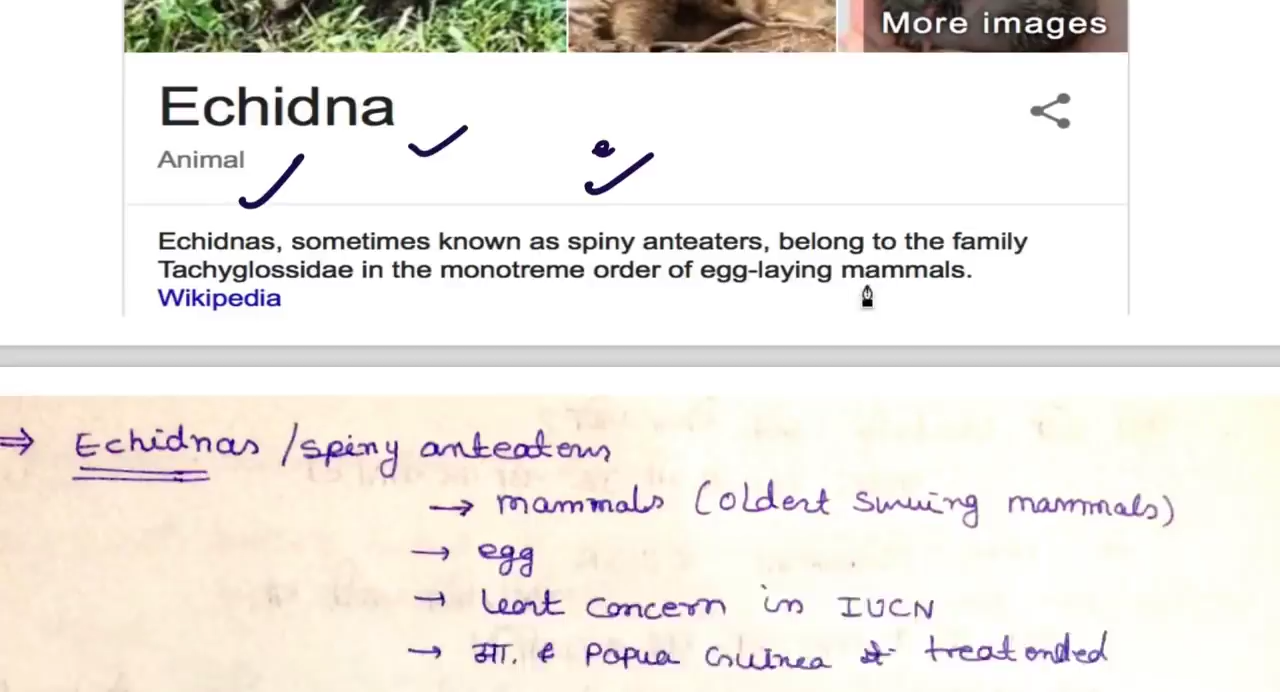 More images
Echidna
Animal
Echidnas, sometimes known as spiny anteaters, belong to the family
Tachyglossidae in the monotreme order of egg-laying mammals.
Wikipedia
⇒ Echidnas / spiny anteaters
→ mammals (oldest surviving mammals)
→ egg
→ least concern in IUCN
→ & Papua Guinea